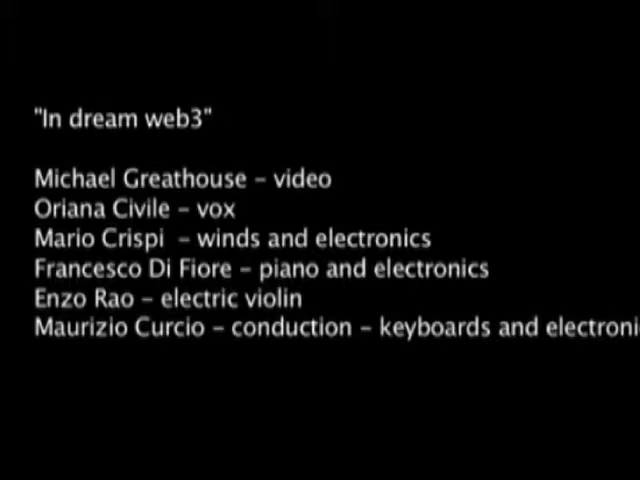 "In dream web3"
Michael Greathouse – video
Oriana Civile – vox
Mario Crispi – winds and electronics
Francesco Di Fiore – piano and electronics
Enzo Rao – electric violin
Maurizio Curcio – conduction – keyboards and electroni